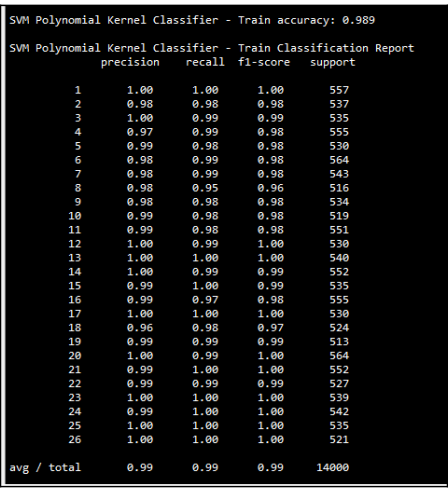 SVM Polynomial Kernel Classifier - Train accuracy: 0.989
SVM Polynomial Kernel Classifier - Train Classification Report
precision recall f1-score support
1 1.00 1.00 1.00 557
2 0.98 0.98 0.98 537
3 1.00 0.99 0.99 535
4 0.97 0.99 0.98 555
5 0.99 0.98 0.98 530
6 0.98 0.99 0.98 564
7 0.98 0.99 0.98 543
8 0.98 0.95 0.96 516
9 0.98 0.98 0.98 534
10 0.99 0.98 0.98 519
11 0.99 0.98 0.98 551
12 1.00 0.99 1.00 530
13 1.00 1.00 1.00 540
14 1.00 0.99 0.99 552
15 0.99 1.00 0.99 535
16 0.99 0.97 0.98 555
17 1.00 1.00 1.00 530
18 0.96 0.98 0.97 524
19 0.99 0.99 0.99 513
20 1.00 0.99 1.00 564
21 0.99 1.00 1.00 552
22 0.99 0.99 0.99 527
23 1.00 1.00 1.00 539
24 0.99 1.00 1.00 542
25 1.00 1.00 1.00 535
26 1.00 1.00 1.00 521
avg / total 0.99 0.99 0.99 14000